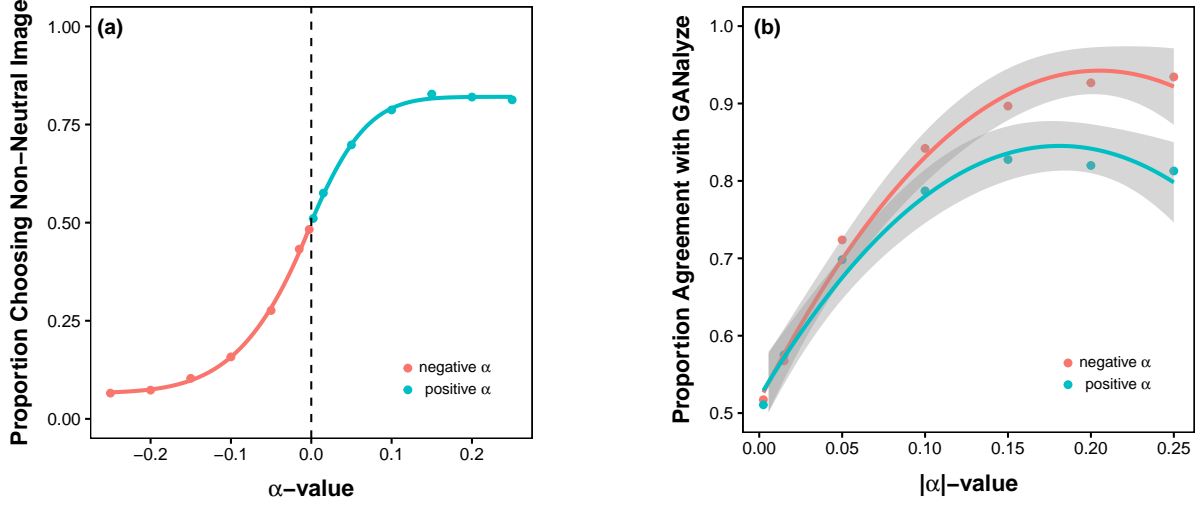 (a)
Proportion Choosing Non−Neutral Image
1.00
0.75
0.50
0.25
0.00
negative α
positive α
−0.2 −0.1 0.0 0.1 0.2
α−value
(b)
Proportion Agreement with GANalyze
1.0
0.9
0.8
0.7
0.6
0.5
negative α
positive α
0.00 0.05 0.10 0.15 0.20 0.25
|α|−value